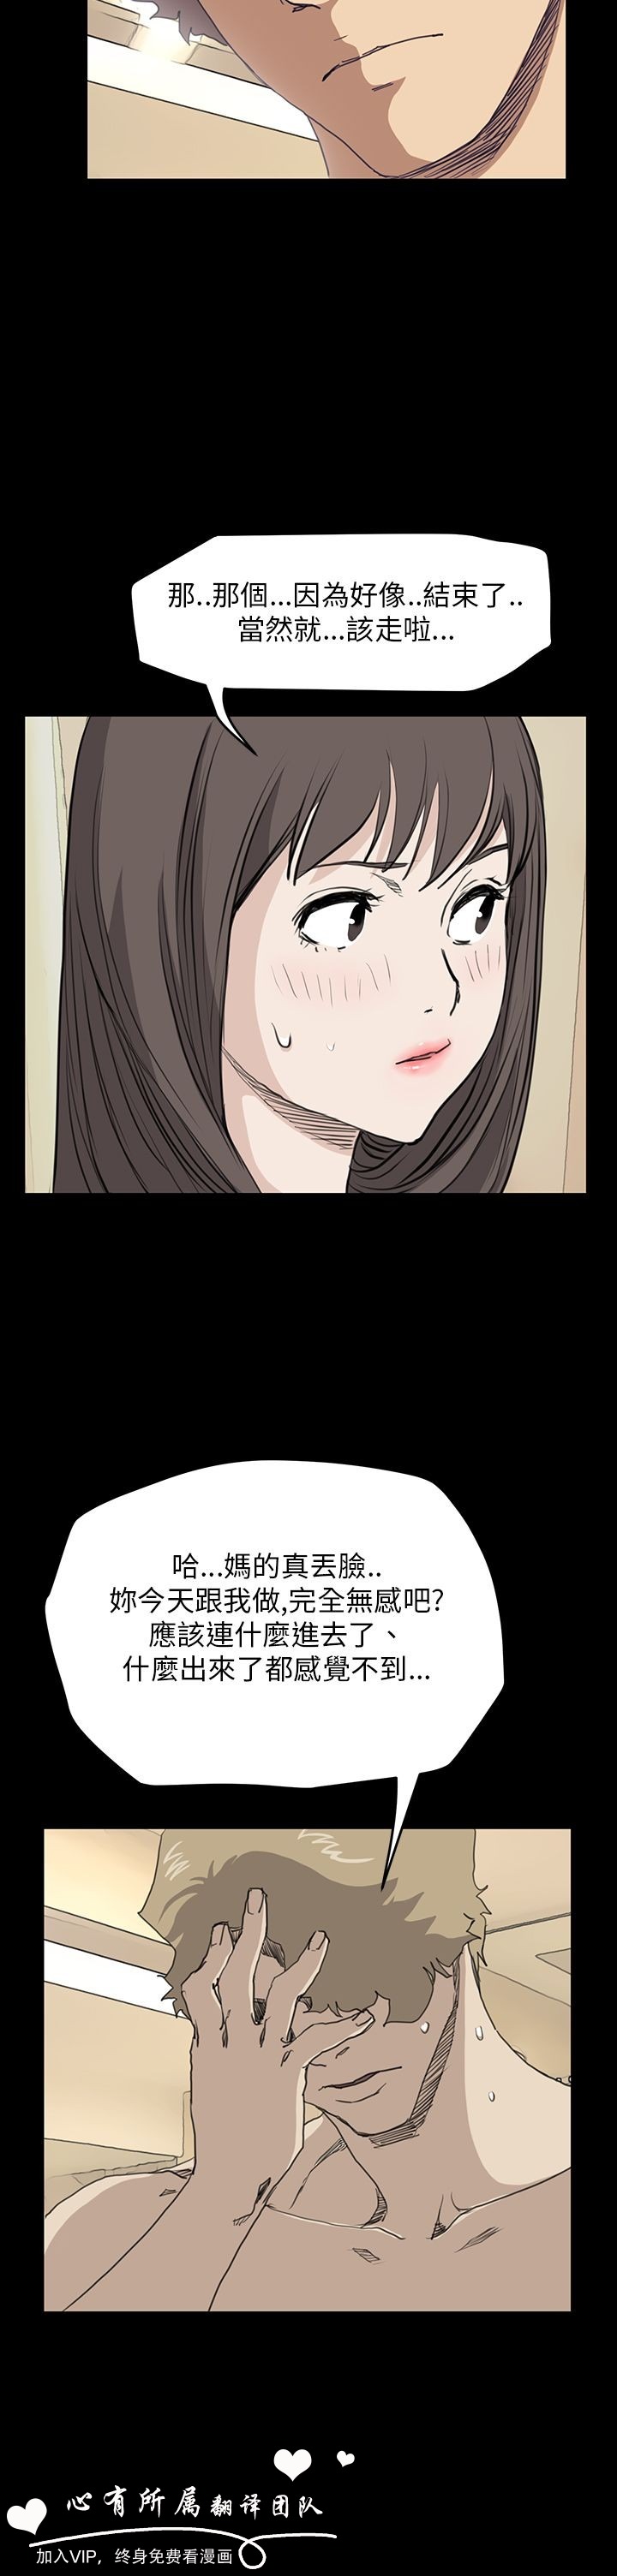 那..那個...因為好像..結束了..
當然就...該走啦...
哈...媽的真丟臉..
妳今天跟我做,完全無感吧?
應該連什麼進去了、
什麼出來了都感覺不到...
心有所属翻译团队
加入VIP，终身免费看漫画